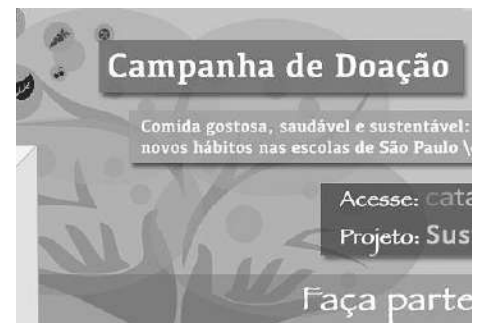 Campanha de Doação
Comida gostosa, saudável e sustentável:
novos hábitos nas escolas de São Paulo \
Acesse: cata
Projeto: Sus
Faça parte